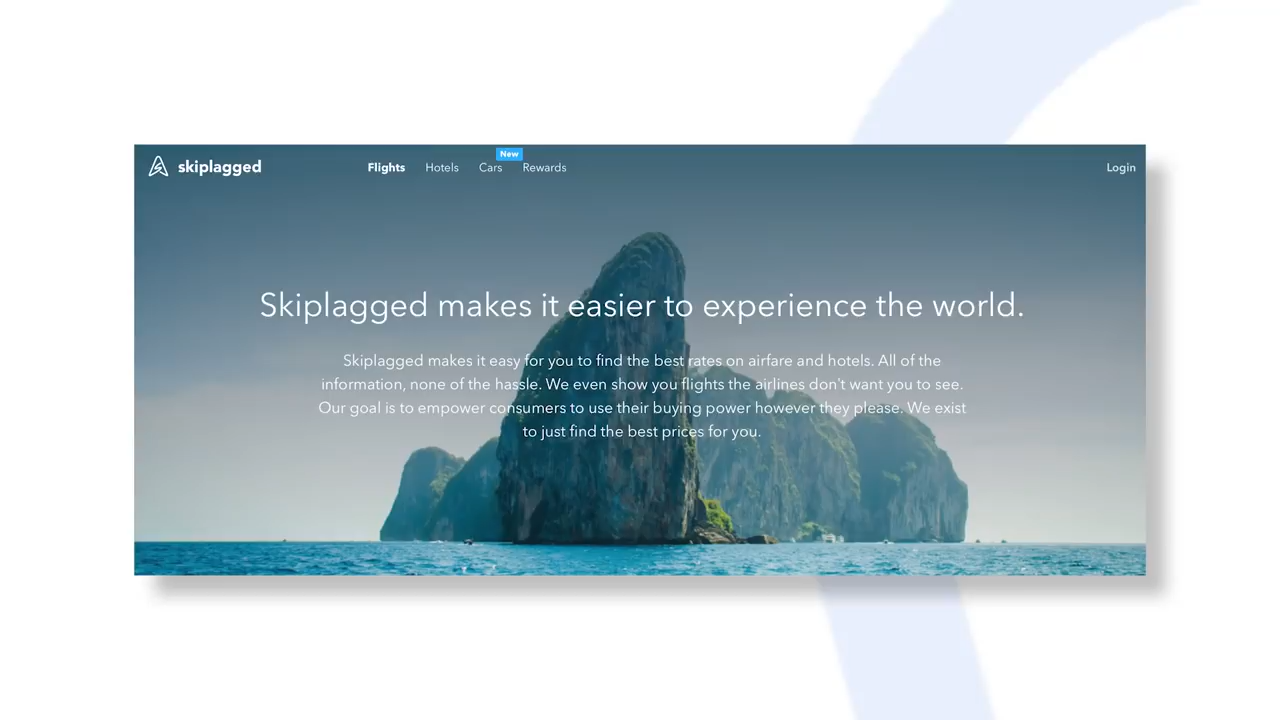 skiplagged
Flights Hotels Cars New Rewards
Login
Skiplagged makes it easier to experience the world.
Skiplagged makes it easy for you to find the best rates on airfare and hotels. All of the
information, none of the hassle. We even show you flights the airlines don't want you to see.
Our goal is to empower consumers to use their buying power however they please. We exist
to just find the best prices for you.